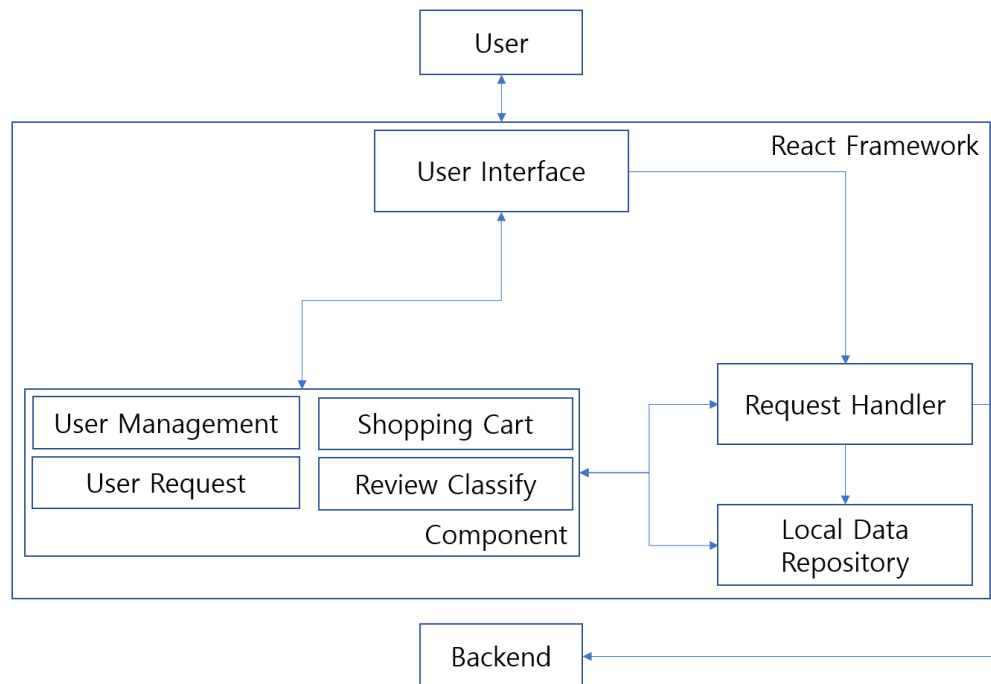 User
React Framework
User Interface
User Management
Shopping Cart
Request Handler
User Request
Review Classify
Component
Local Data
Repository
Backend